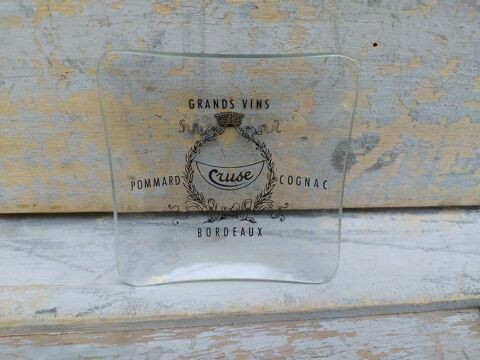 GRANDS VINS
Cruse
POMMARD COGNAC
BORDEAUX